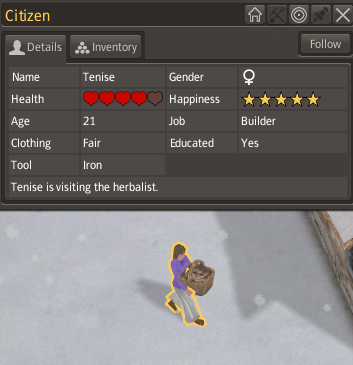 Citizen
Details Inventory Follow
Name Tenise Gender
Health Happiness
Age 21 Job Builder
Clothing Fair Educated Yes
Tool Iron
Tenise is visiting the herbalist.